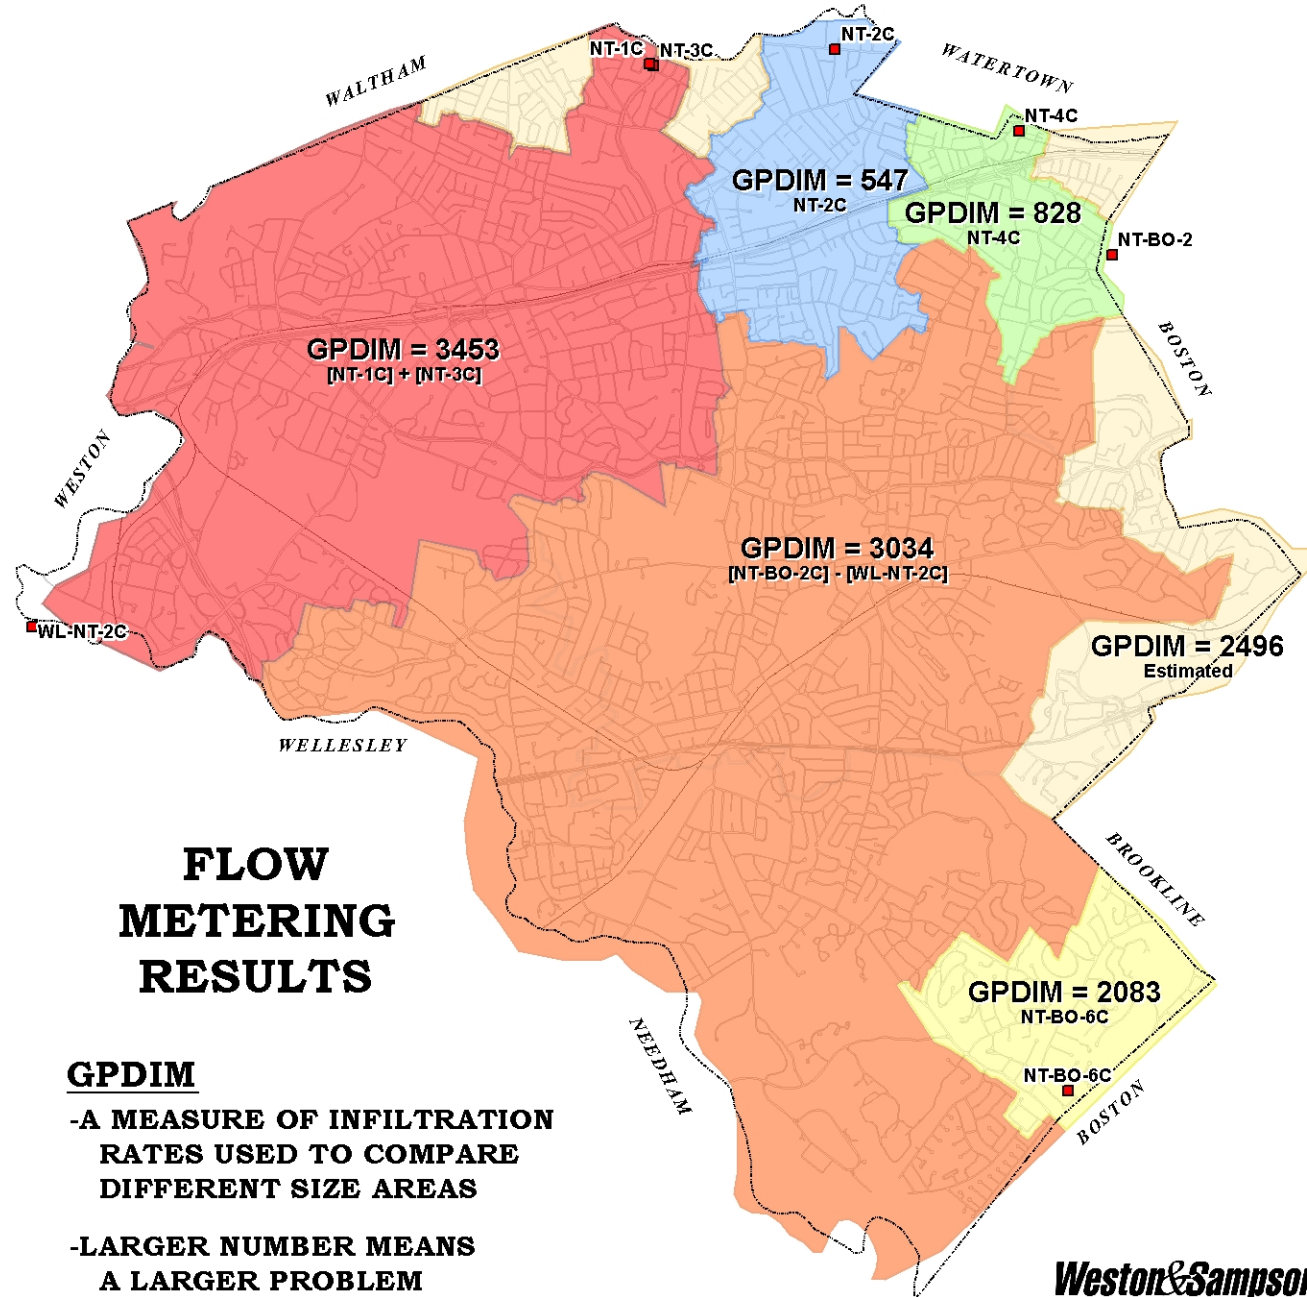 NT-2C
NT-1C
NT-3C
WATERTOWN
WALTHAM
NT-4C
GPDIM = 547
NT-2C
GPDIM = 828
NT-4C
NT-BO-2
GPDIM = 3453
[NT-1C] + [NT-3C]
BOSTON
WESTON
GPDIM = 3034
[NT-BO-2C] - [WL-NT-2C]
WL-NT-2C
GPDIM = 2496
Estimated
WELLESLEY
FLOW
METERING
RESULTS
BROOKLINE
GPDIM = 2083
NT-BO-6C
NEEDHAM
NT-BO-6C
BOSTON
GPDIM
-A MEASURE OF INFILTRATION
RATES USED TO COMPARE
DIFFERENT SIZE AREAS
-LARGER NUMBER MEANS
A LARGER PROBLEM
Weston&Sampson